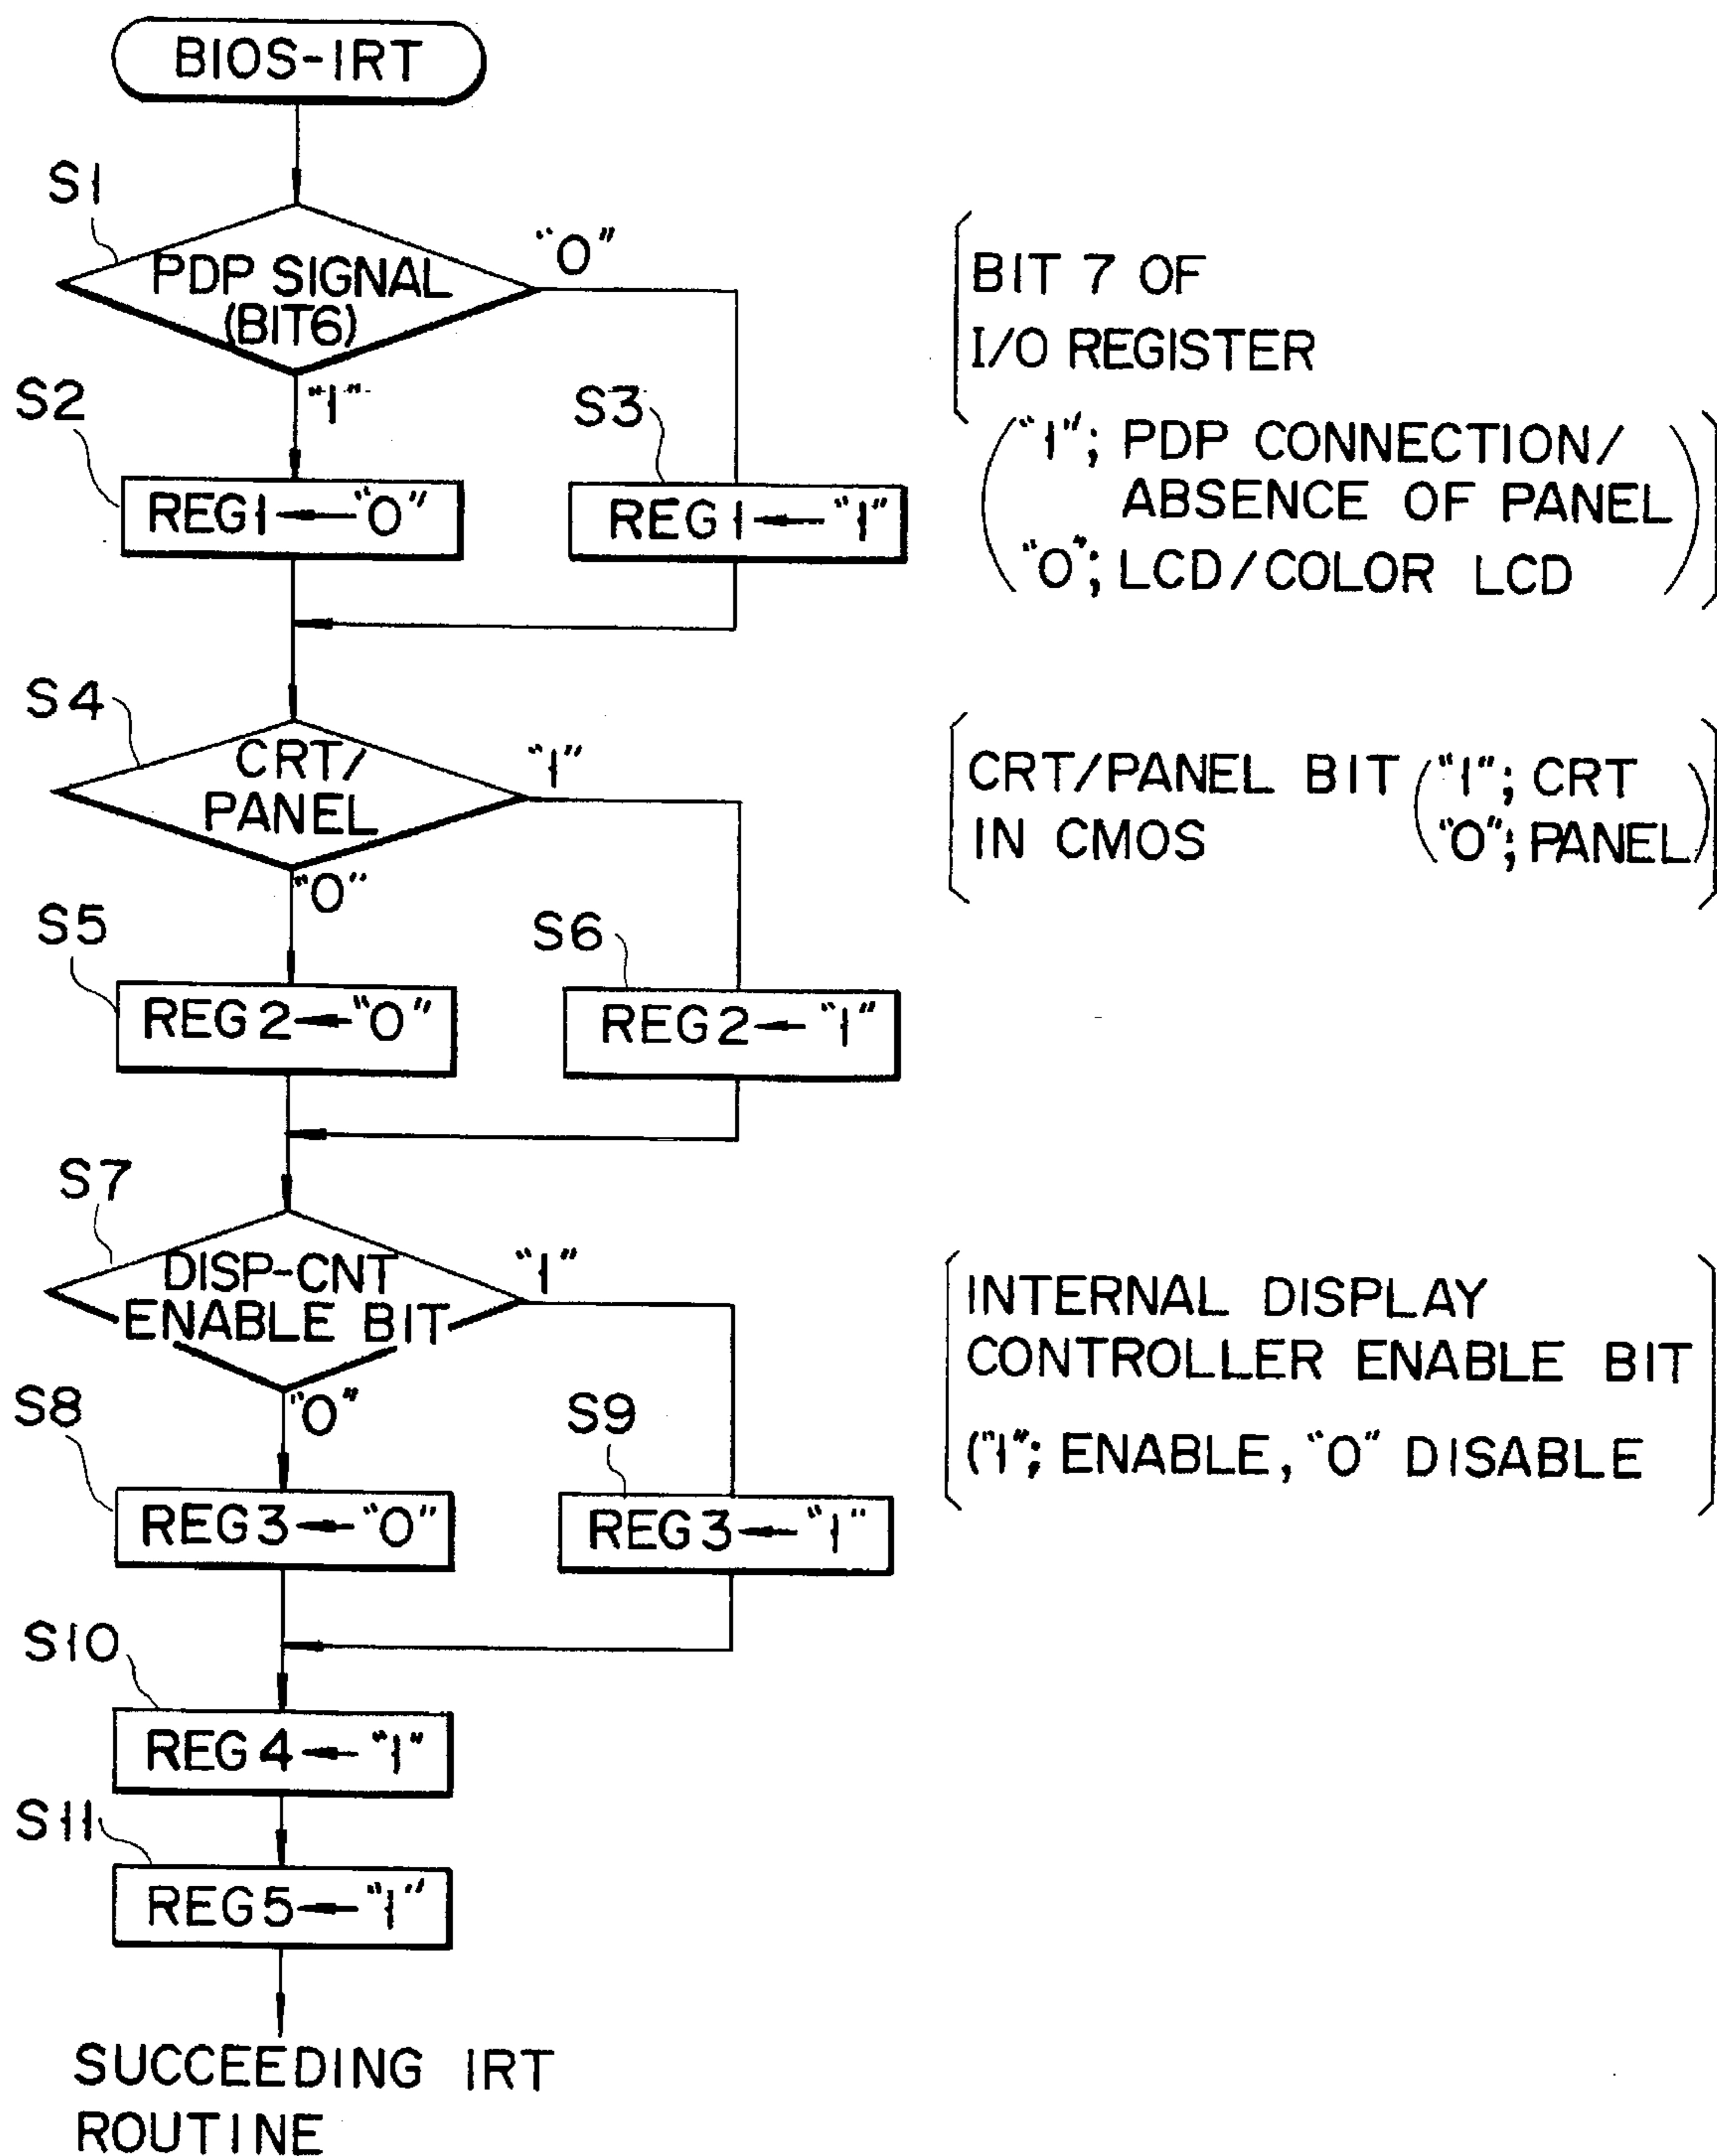 BIOS-IRT
S1
PDP SIGNAL
(BIT6)
"0"
"1"
BIT 7 OF
I/O REGISTER
("1"; PDP CONNECTION/
ABSENCE OF PANEL
"0"; LCD/COLOR LCD)
S2
REG1←"0"
S3
REG1←"1"
S4
CRT/
PANEL
"1"
"0"
CRT/PANEL BIT ("1"; CRT
IN CMOS "0"; PANEL)
S5
REG2←"0"
S6
REG2←"1"
S7
DISP-CNT
ENABLE BIT
"1"
"0"
INTERNAL DISPLAY
CONTROLLER ENABLE BIT
("1"; ENABLE, "0" DISABLE
S8
REG3←"0"
S9
REG3←"1"
S10
REG4←"1"
S11
REG5←"1"
SUCCEEDING IRT
ROUTINE